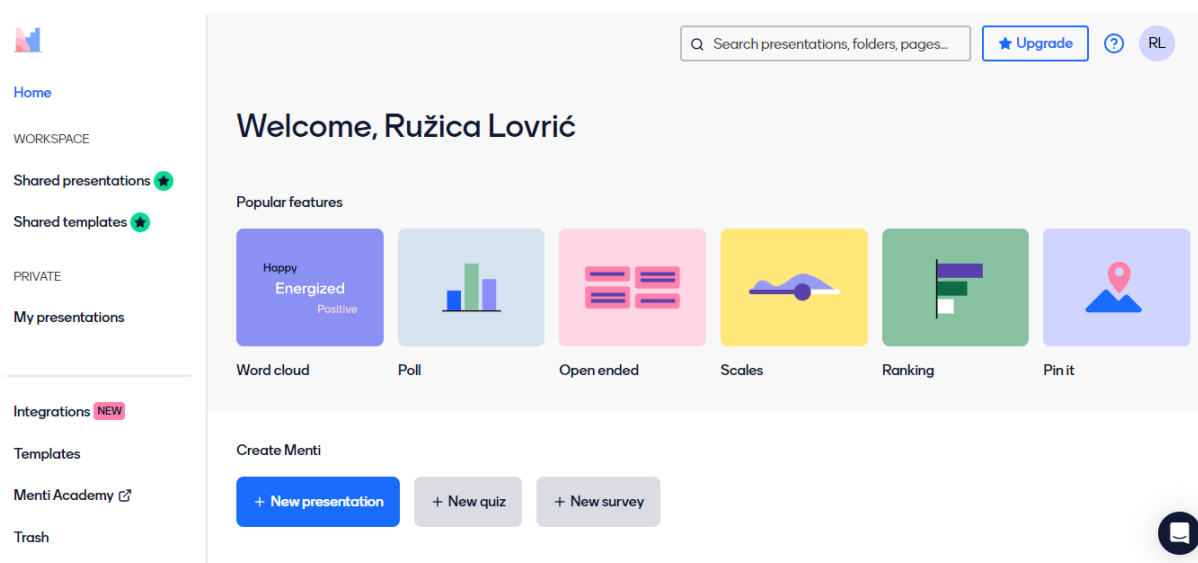 Search presentations, folders, pages...
Upgrade
RL
Home
WORKSPACE
Shared presentations
Shared templates
PRIVATE
My presentations
Integrations NEW
Templates
Menti Academy
Trash
Welcome, Ružica Lovrić
Popular features
Happy
Energized
Positive
Word cloud
Poll
Open ended
Scales
Ranking
Pin it
Create Menti
+ New presentation
+ New quiz
+ New survey